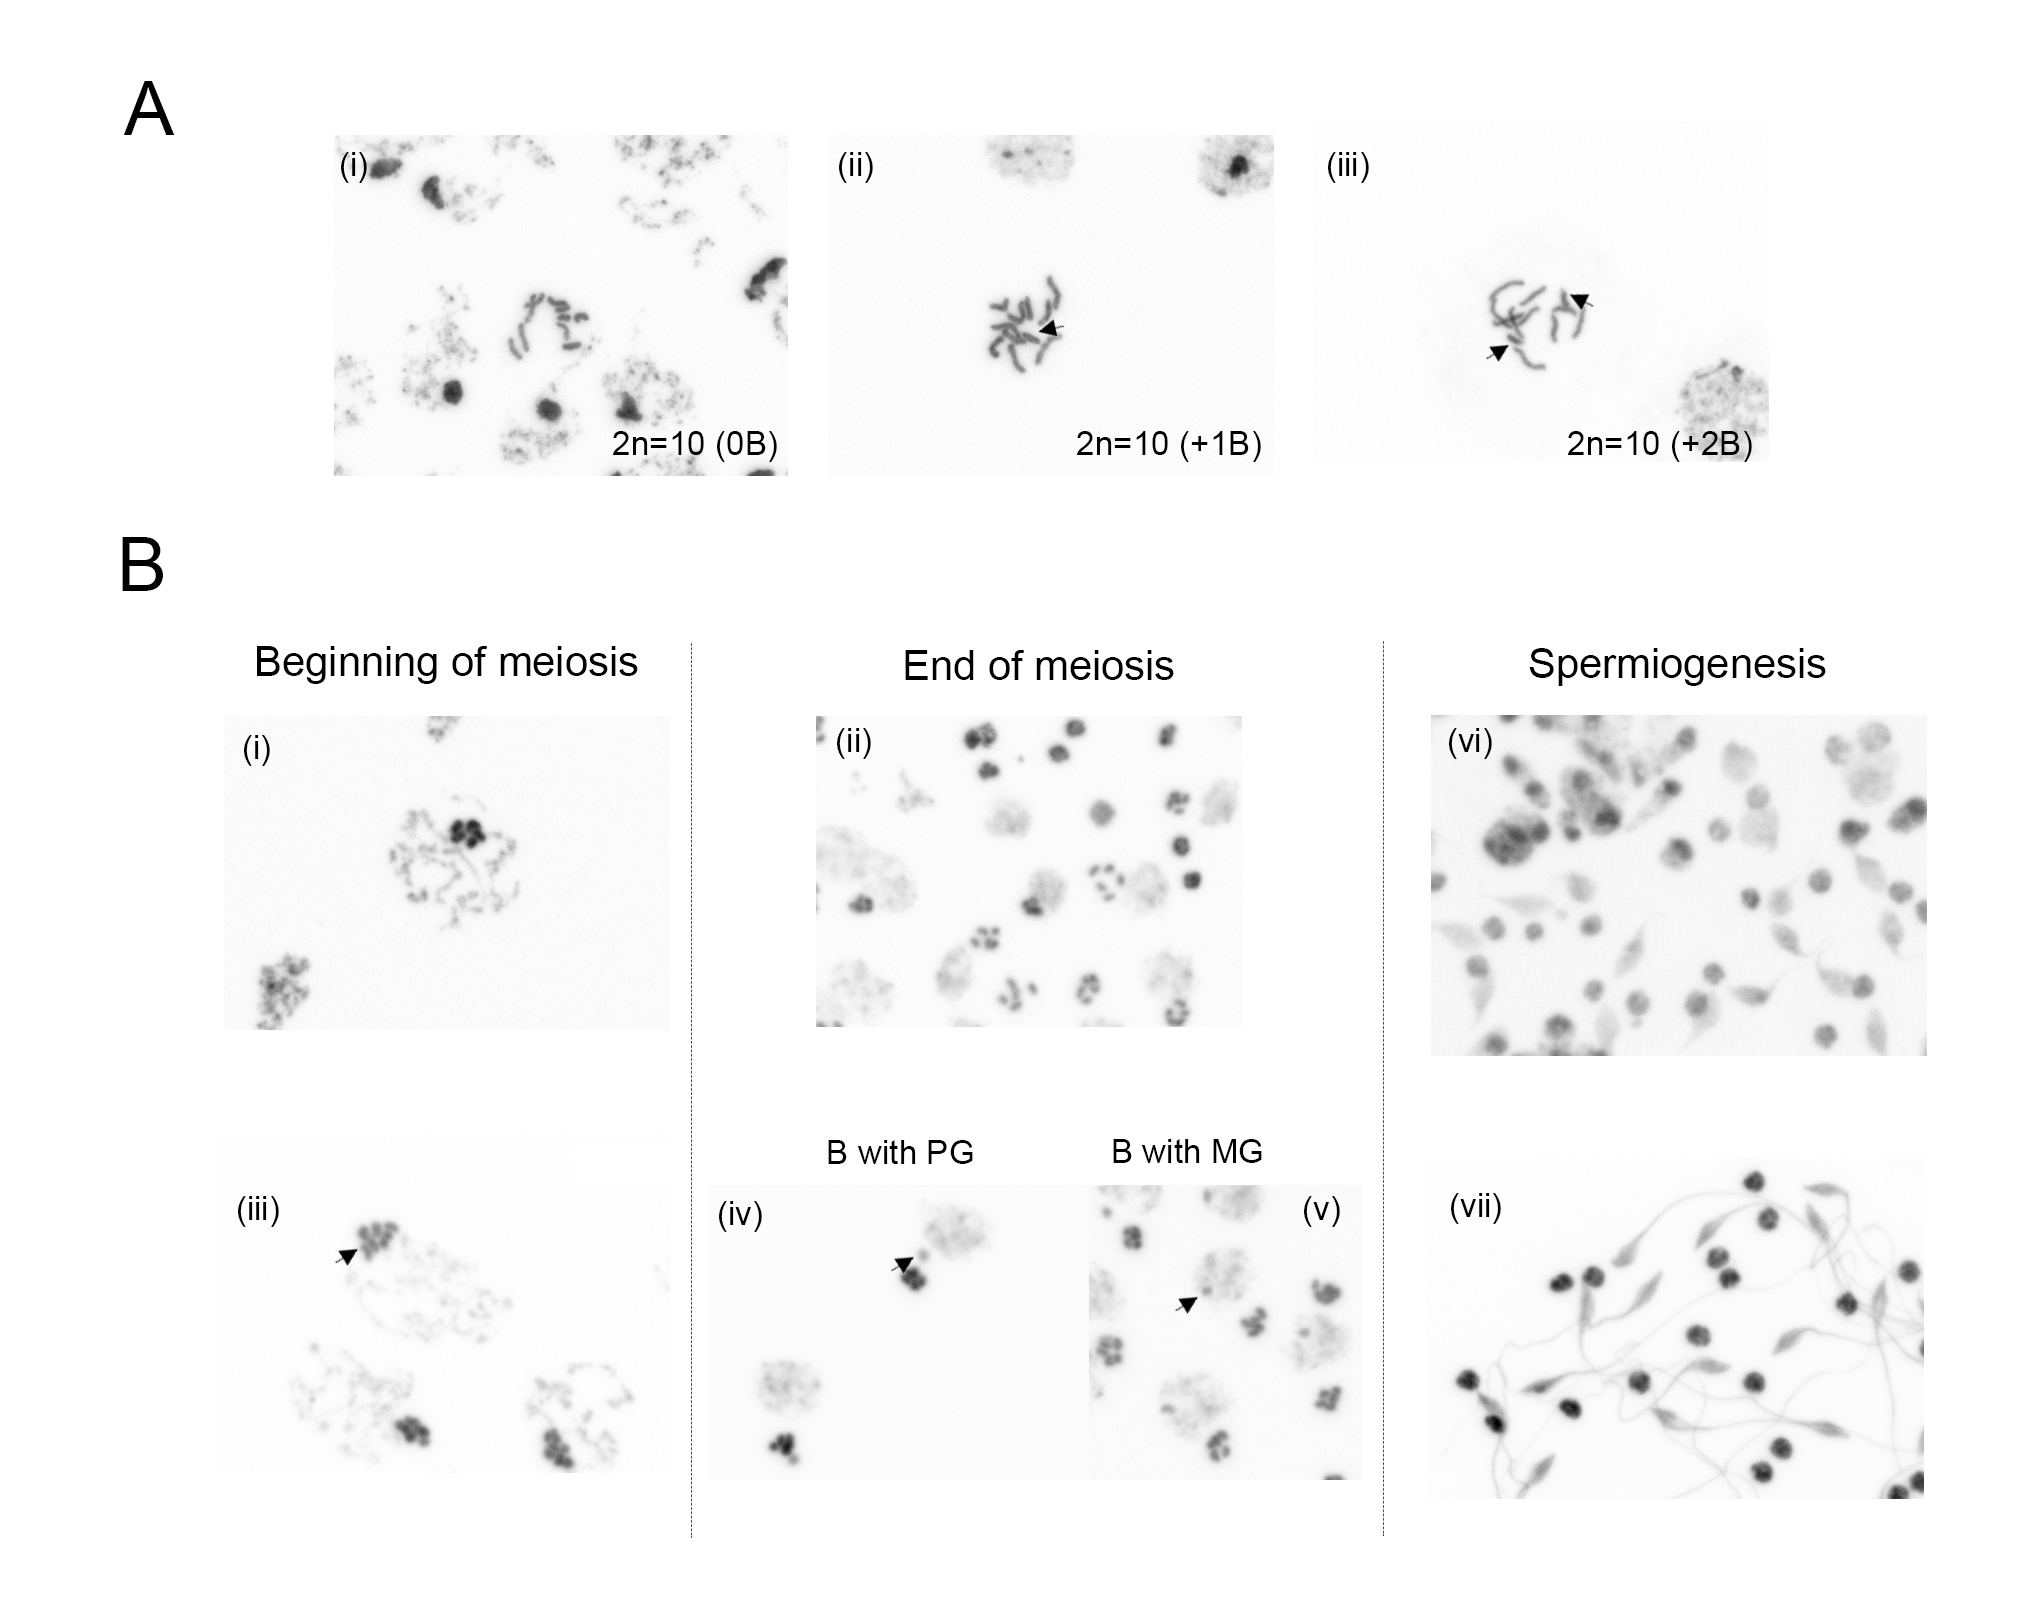 A
(i)
(ii)
(iii)
2n=10 (0B)
2n=10 (+1B)
2n=10 (+2B)
B
Beginning of meiosis
End of meiosis
Spermiogenesis
(i)
(ii)
(vi)
B with PG
B with MG
(iii)
(iv)
(v)
(vii)